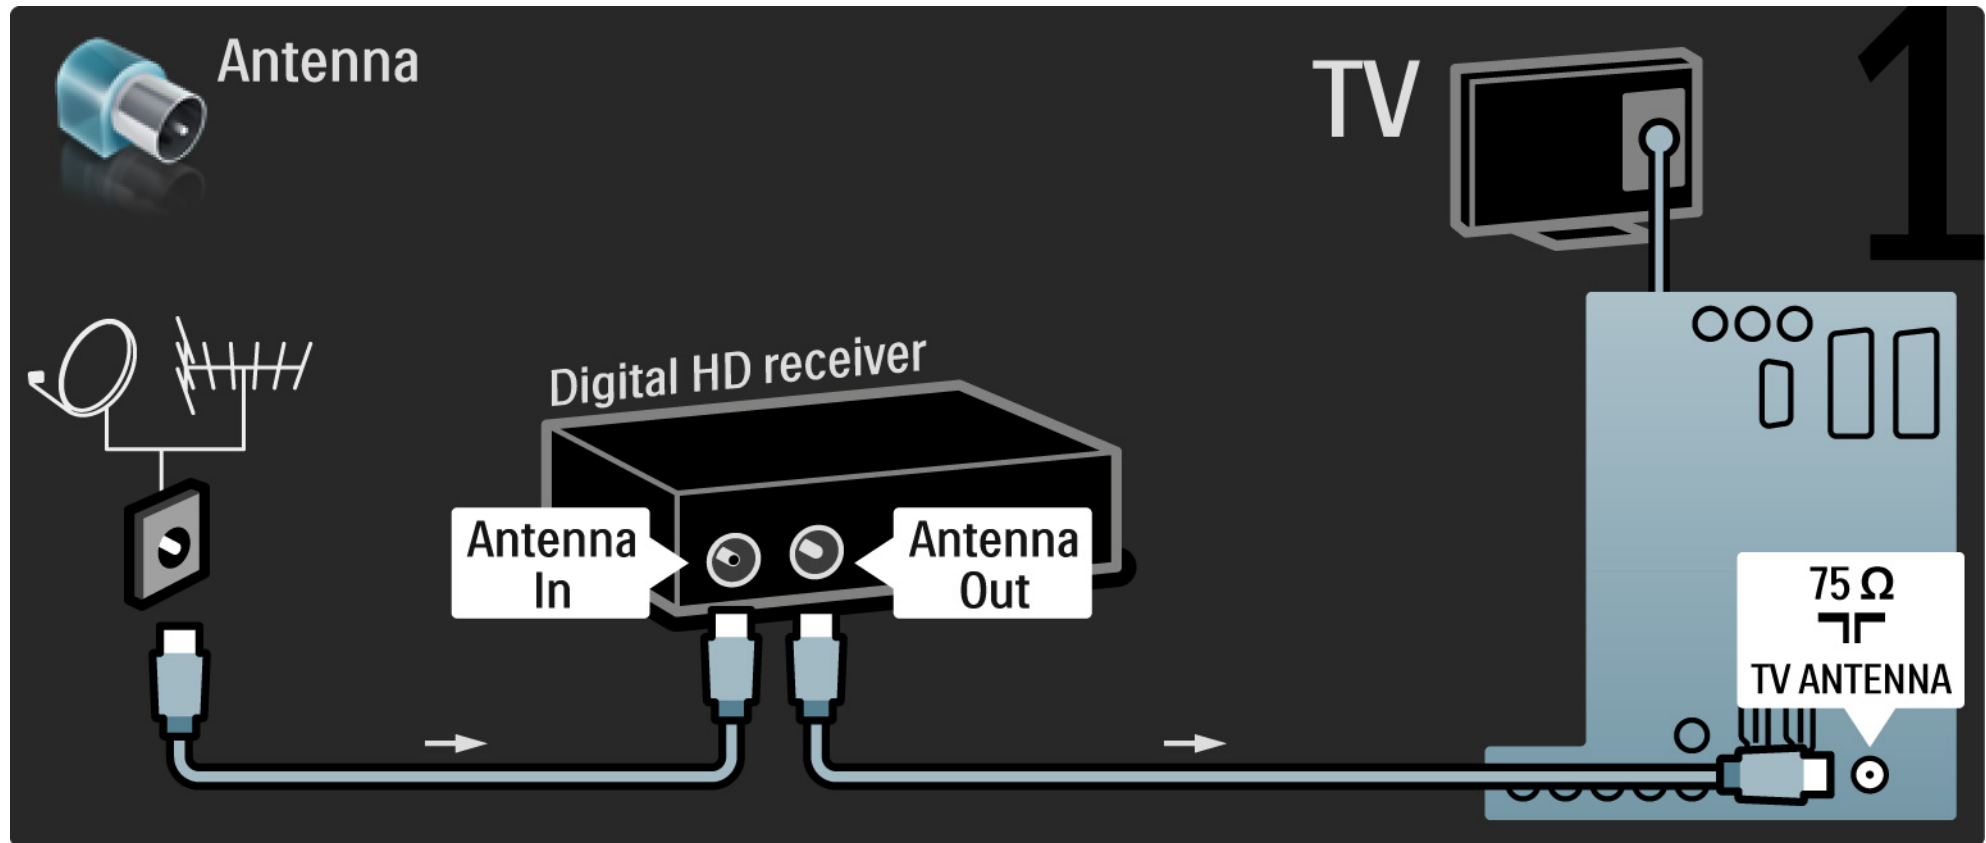 Antenna
TV
1
Digital HD receiver
Antenna
In
Antenna
Out
75 Ω
TV ANTENNA